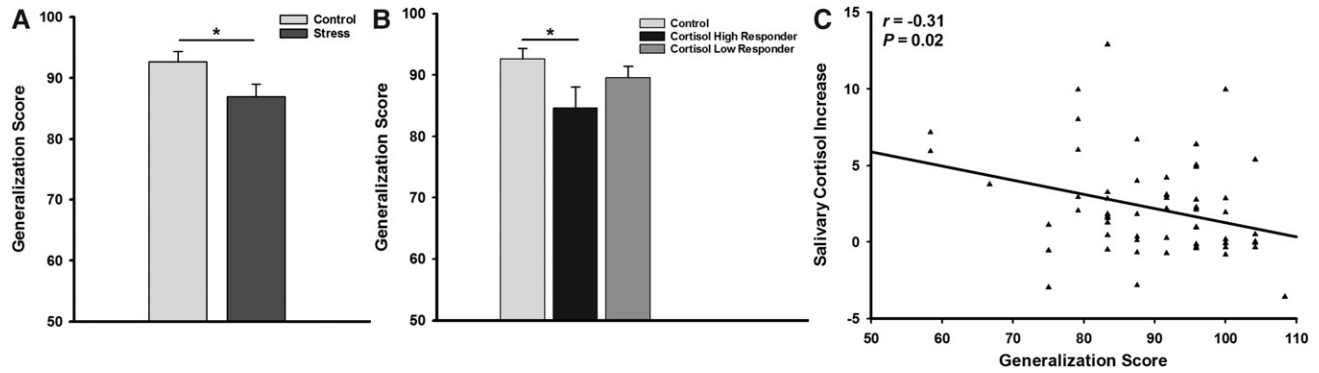 A
Generalization Score
100
90
80
70
60
50
*
Control
Stress
B
Generalization Score
100
90
80
70
60
50
*
Control
Cortisol High Responder
Cortisol Low Responder
C
Salivary Cortisol Increase
15
10
5
0
-5
r = -0.31
P = 0.02
50 60 70 80 90 100 110
Generalization Score